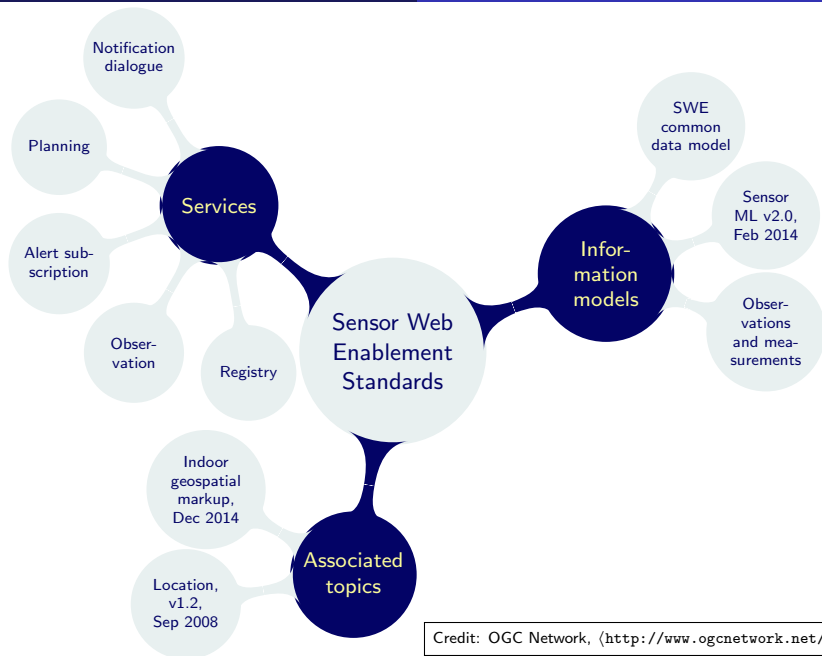 Notification
dialogue
Planning
Alert sub-
scription
Obser-
vation
Registry
Services
Sensor Web
Enablement
Standards
Infor-
mation
models
SWE
common
data model
Sensor
ML v2.0,
Feb 2014
Obser-
vations
and mea-
surements
Indoor
geospatial
markup,
Dec 2014
Location,
v1.2,
Sep 2008
Associated
topics
Credit: OGC Network, ⟨http://www.ogcnetwork.net/